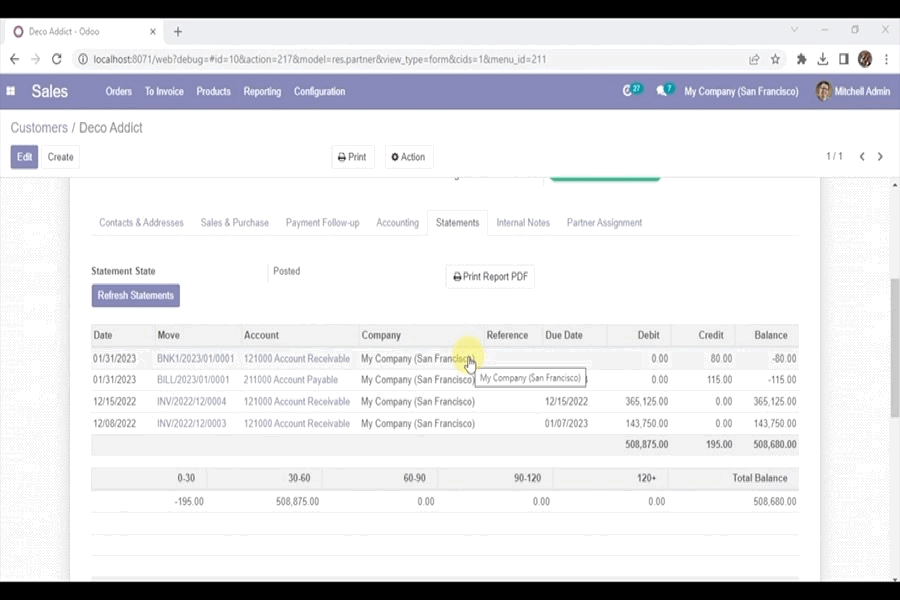 Deco Addict - Odoo
localhost:8071/web?debug=#id=10&action=217&model=res.partner&view_type=form&cids=1&menu_id=211
Sales Orders To Invoice Products Reporting Configuration 27 7 My Company (San Francisco) Mitchell Admin
Customers / Deco Addict
Edit Create Print Action 1 / 1
Contacts & Addresses Sales & Purchase Payment Follow-up Accounting Statements Internal Notes Partner Assignment
Statement State Posted Print Report PDF
Refresh Statements
Date Move Account Company Reference Due Date Debit Credit Balance
01/31/2023 BNK1/2023/01/0001 121000 Account Receivable My Company (San Francisco) 0.00 80.00 -80.00
01/31/2023 BILL/2023/01/0001 211000 Account Payable My Company (San Francisco) 0.00 115.00 -115.00
My Company (San Francisco)
12/15/2022 INV/2022/12/0004 121000 Account Receivable My Company (San Francisco) 12/15/2022 365,125.00 0.00 365,125.00
12/08/2022 INV/2022/12/0003 121000 Account Receivable My Company (San Francisco) 01/07/2023 143,750.00 0.00 143,750.00
508,875.00 195.00 508,680.00
0-30 30-60 60-90 90-120 120+ Total Balance
-195.00 508,875.00 0.00 0.00 0.00 508,680.00